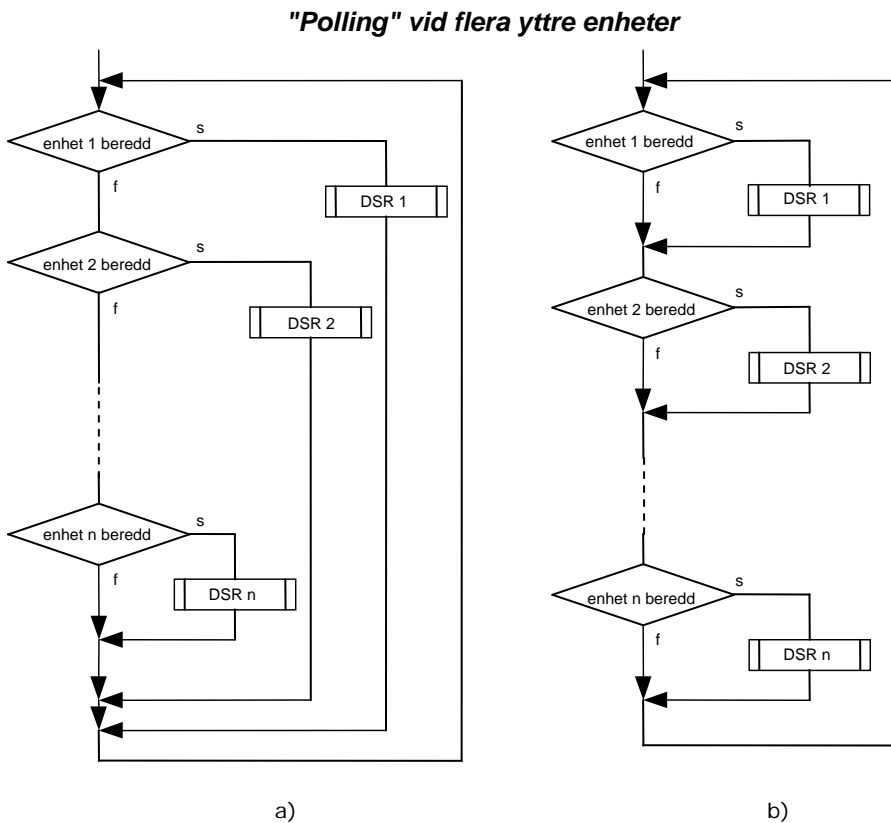 "Polling" vid flera yttre enheter
enhet 1 beredd
s
f
DSR 1
enhet 2 beredd
s
f
DSR 2
enhet n beredd
s
f
DSR n
a)
enhet 1 beredd
s
f
DSR 1
enhet 2 beredd
s
f
DSR 2
enhet n beredd
s
f
DSR n
b)